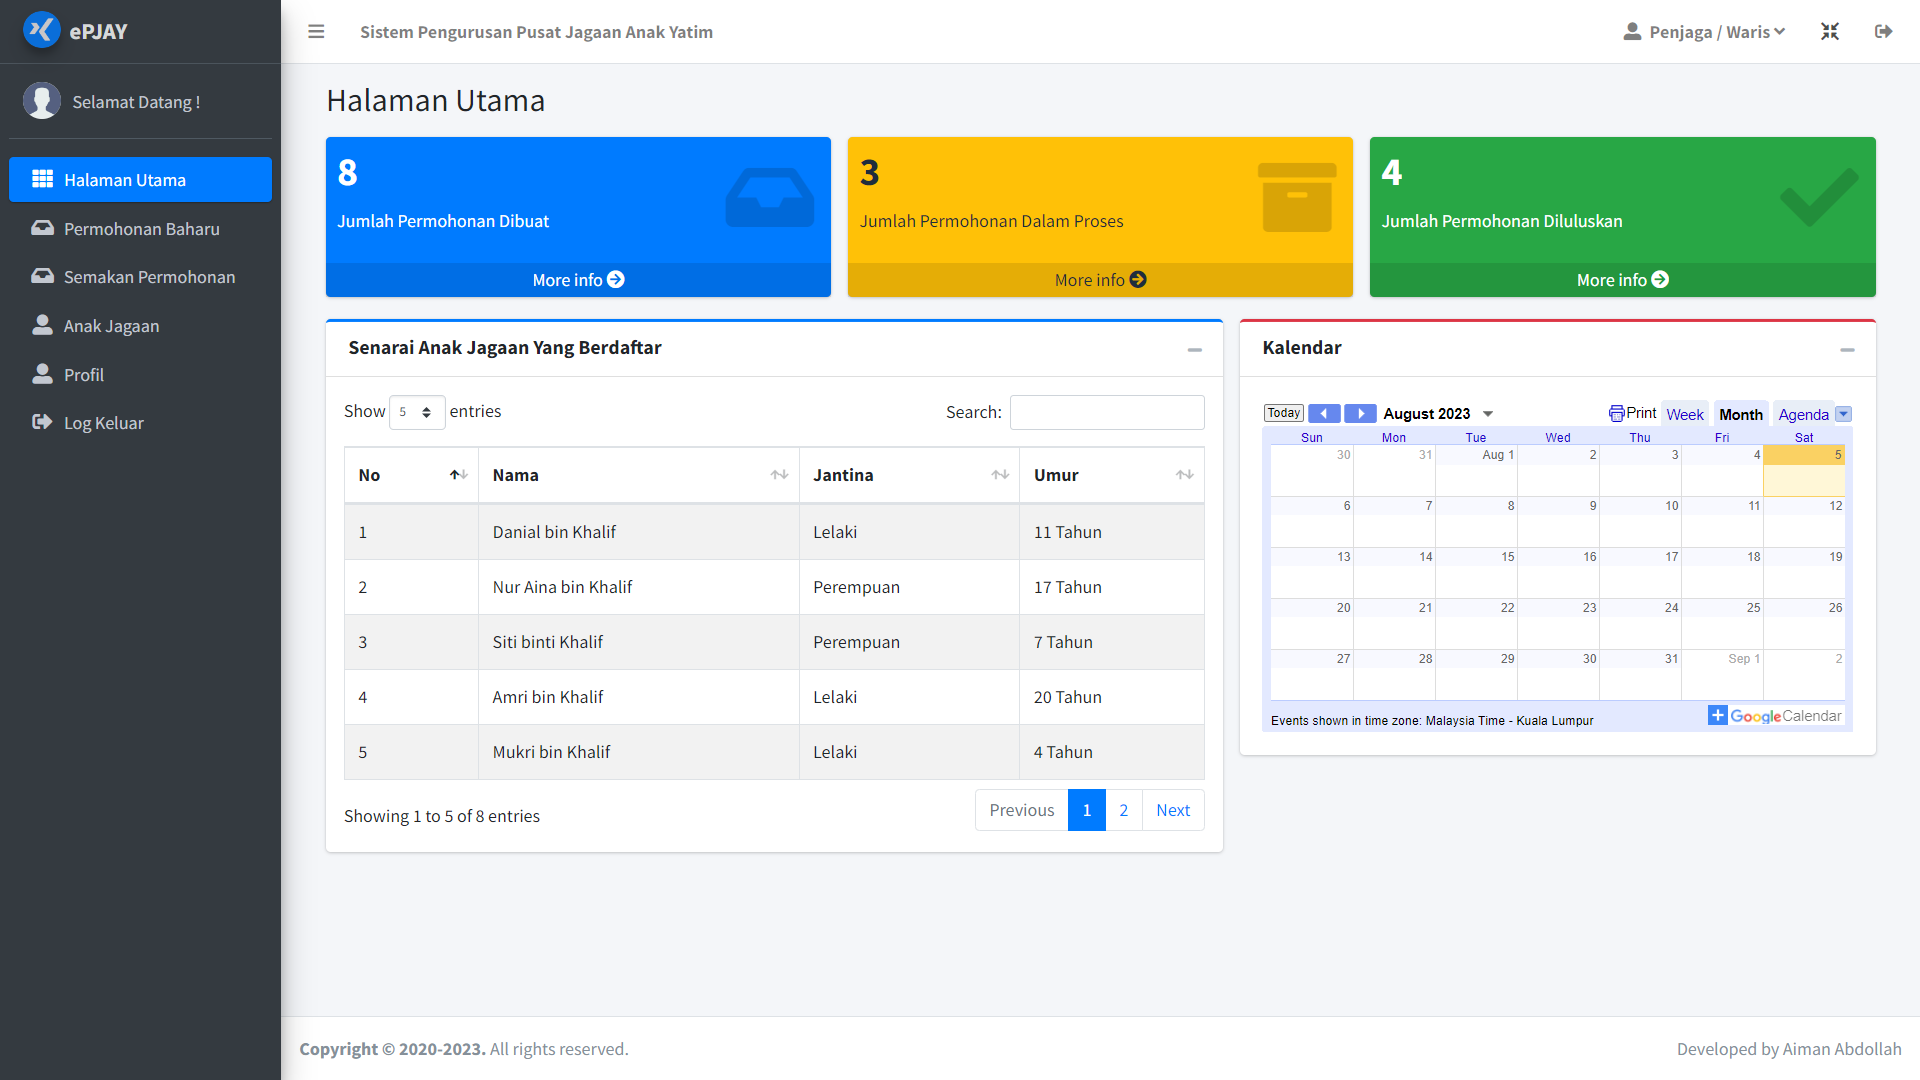 ePJAY
Sistem Pengurusan Pusat Jagaan Anak Yatim
Penjaga / Waris
Selamat Datang !
Halaman Utama
Permohonan Baharu
Semakan Permohonan
Anak Jagaan
Profil
Log Keluar
Halaman Utama
8
Jumlah Permohonan Dibuat
More info
3
Jumlah Permohonan Dalam Proses
More info
4
Jumlah Permohonan Diluluskan
More info
Senarai Anak Jagaan Yang Berdaftar
Show 5 entries
Search:
No Nama Jantina Umur
1 Danial bin Khalif Lelaki 11 Tahun
2 Nur Aina bin Khalif Perempuan 17 Tahun
3 Siti binti Khalif Perempuan 7 Tahun
4 Amri bin Khalif Lelaki 20 Tahun
5 Mukri bin Khalif Lelaki 4 Tahun
Showing 1 to 5 of 8 entries
Previous 1 2 Next
Kalendar
Today August 2023 Print Week Month Agenda
Sun Mon Tue Wed Thu Fri Sat
30 31 Aug 1 2 3 4 5
6 7 8 9 10 11 12
13 14 15 16 17 18 19
20 21 22 23 24 25 26
27 28 29 30 31 Sep 1 2
Events shown in time zone: Malaysia Time - Kuala Lumpur
Google Calendar
Copyright © 2020-2023. All rights reserved.
Developed by Aiman Abdollah